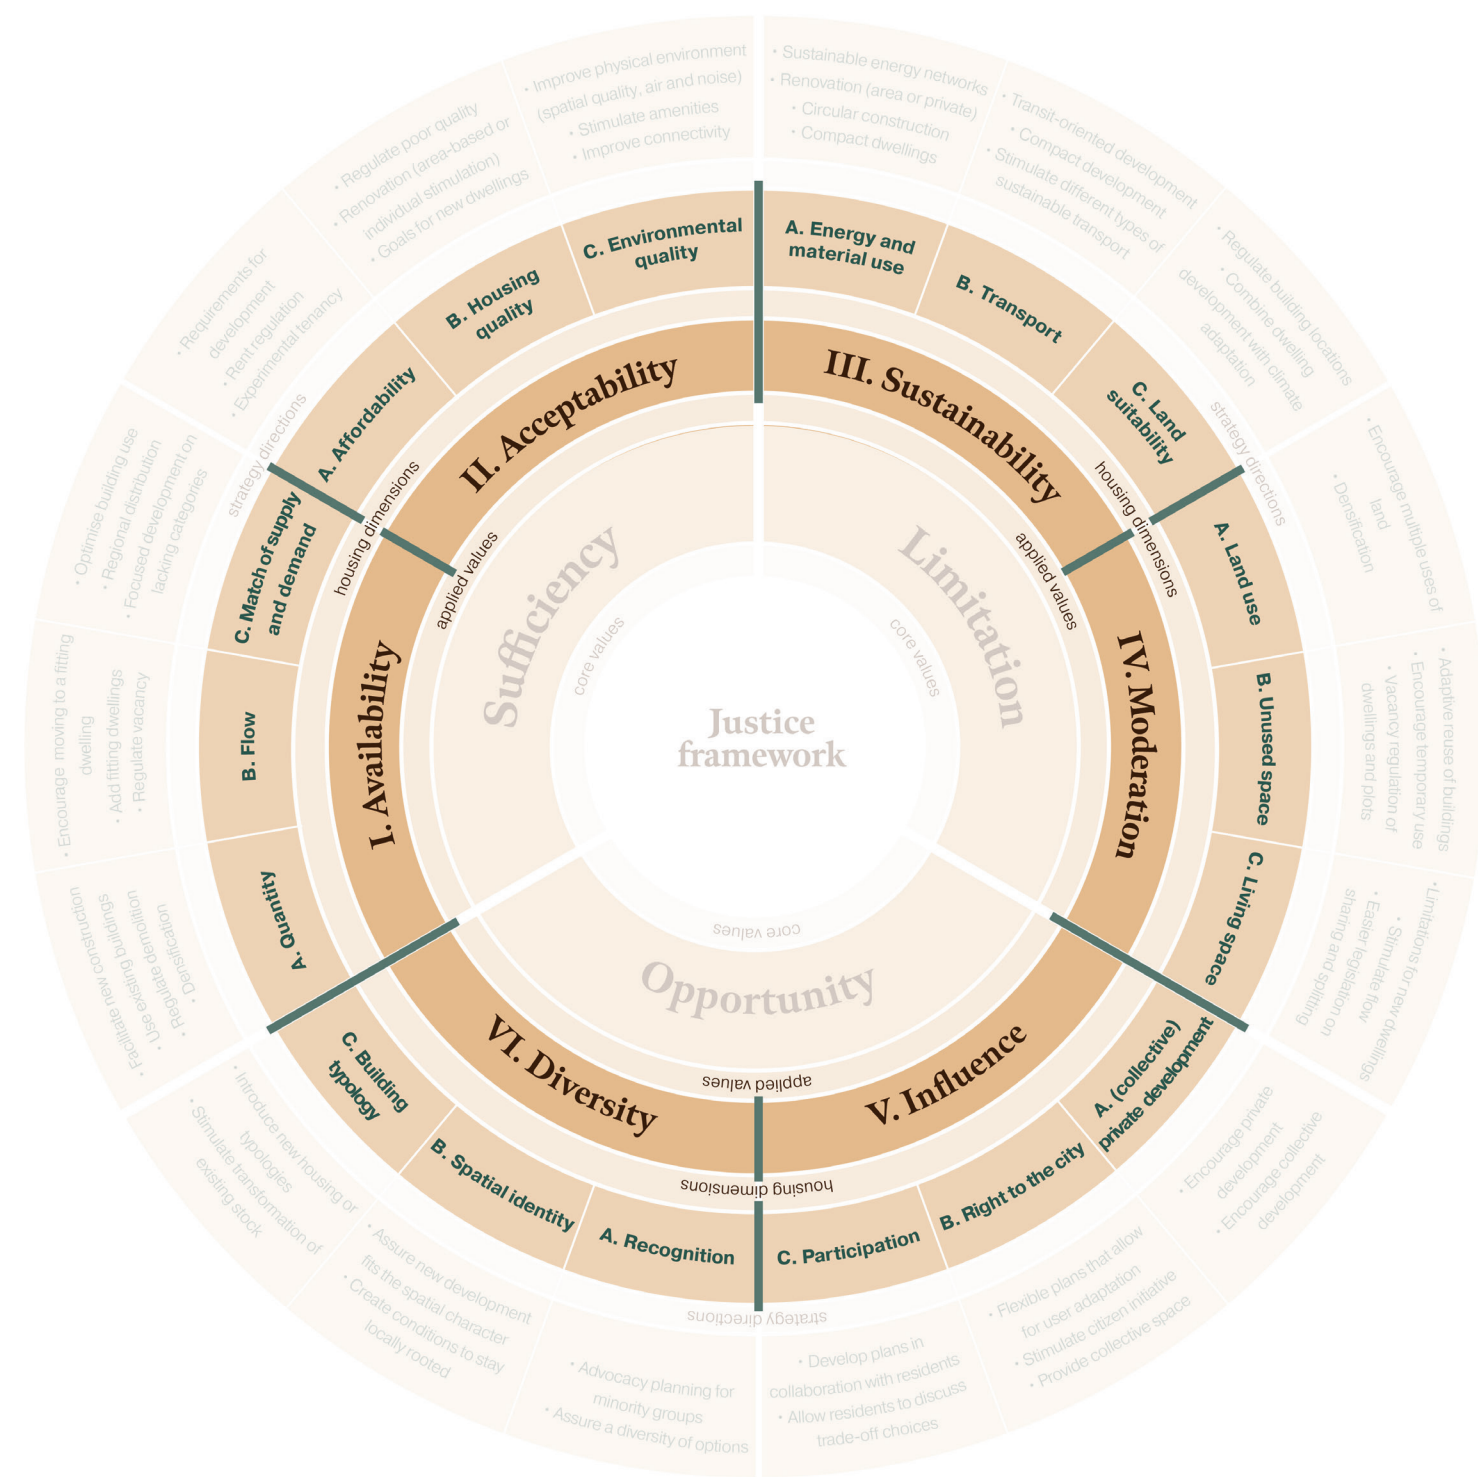 Justice
framework
core values
core values
core values
Sufficiency
Limitation
Opportunity
applied values
applied values
applied values
I. Availability
II. Acceptability
III. Sustainability
IV. Moderation
V. Influence
VI. Diversity
housing dimensions
housing dimensions
housing dimensions
A. Quantity
B. Flow
C. Match of supply
and demand
A. Affordability
B. Housing
quality
C. Environmental
quality
A. Energy and
material use
B. Transport
C. Land
suitability
A. Land use
B. Unused space
C. Living space
A. (collective)
private development
B. Right to the city
C. Participation
A. Recognition
B. Spatial identity
C. Building
typology
strategy directions
strategy directions
strategy directions
• Facilitate new construction
• Use existing buildings
• Regulate demolition
• Densification
• Encourage moving to a fitting
dwelling
• Add fitting dwellings
• Regulate vacancy
• Optimise building use
• Regional distribution
• Focused development on
lacking categories
• Requirements for
development
• Rent regulation
• Experimental tenancy
• Regulate poor quality
• Renovation (area-based or
individual stimulation)
• Goals for new dwellings
• Improve physical environment
(spatial quality, air and noise)
• Stimulate amenities
• Improve connectivity
• Sustainable energy networks
• Renovation (area or private)
• Circular construction
• Compact dwellings
• Transit-oriented development
• Compact development
• Stimulate different types of
sustainable transport
• Regulate building locations
• Combine dwelling
development with climate
adaptation
• Encourage multiple uses of
land
• Densification
• Adaptive reuse of buildings
• Encourage temporary use
• Vacancy regulation of
dwellings and plots
• Limitations for new dwellings
• Stimulate flow
• Easier legislation on
sharing and splitting
• Encourage private
development
• Encourage collective
development
• Flexible plans that allow
for user adaptation
• Stimulate citizen initiative
• Provide collective space
• Develop plans in
collaboration with residents
• Allow residents to discuss
trade-off choices
• Advocacy planning for
minority groups
• Assure a diversity of options
• Assure new development
fits the spatial character
• Create conditions to stay
locally rooted
• Introduce new housing or
typologies
• Stimulate transformation of
existing stock